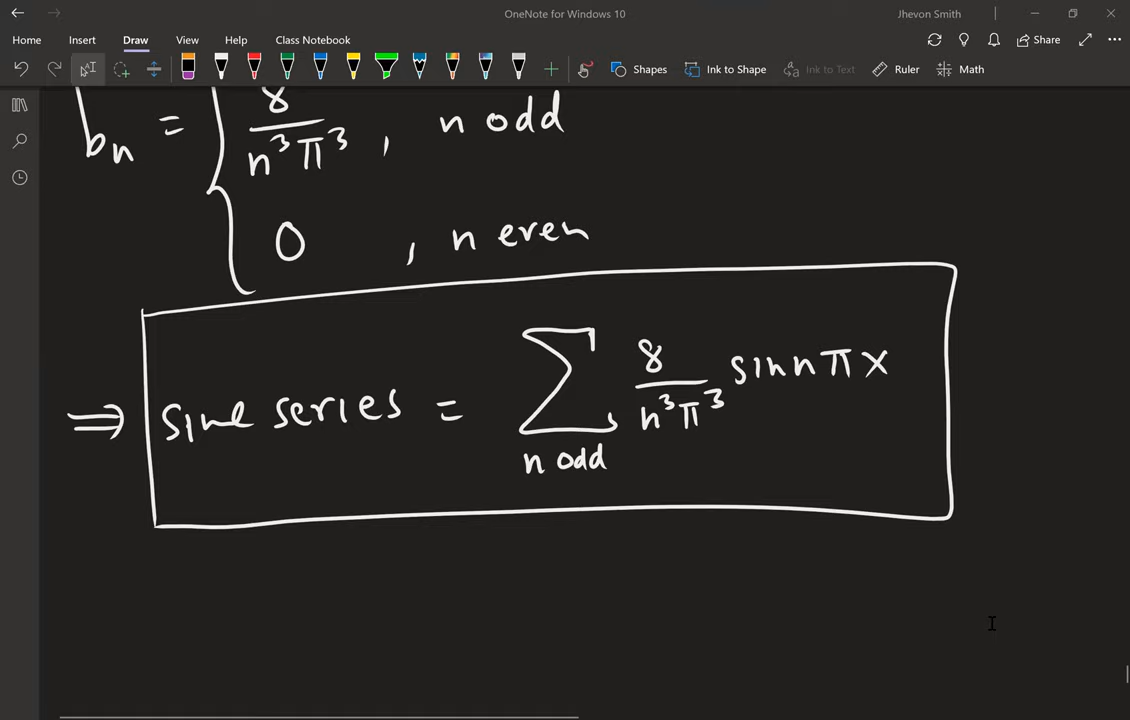 OneNote for Windows 10
Jhevon Smith
Home Insert Draw View Help Class Notebook
Share
Shapes Ink to Shape Ink to Text Ruler Math
bₙ = { 8/(n³π³) , n odd
0 , n even
⇒ Sine series = ∑ 8/(n³π³) sin nπx
n odd